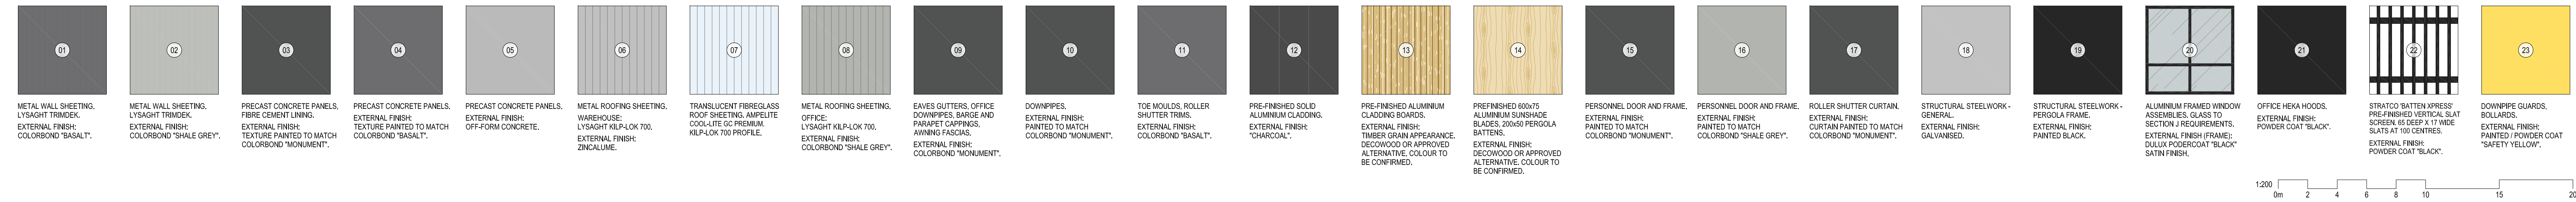 01
METAL WALL SHEETING.
LYSAGHT TRIMDEK.
EXTERNAL FINISH:
COLORBOND "BASALT".
02
METAL WALL SHEETING.
LYSAGHT TRIMDEK.
EXTERNAL FINISH:
COLORBOND "SHALE GREY".
03
PRECAST CONCRETE PANELS,
FIBRE CEMENT LINING.
EXTERNAL FINISH:
TEXTURE PAINTED TO MATCH
COLORBOND "MONUMENT".
04
PRECAST CONCRETE PANELS.
EXTERNAL FINISH:
TEXTURE PAINTED TO MATCH
COLORBOND "BASALT".
05
PRECAST CONCRETE PANELS.
EXTERNAL FINISH:
OFF-FORM CONCRETE.
06
METAL ROOFING SHEETING.
WAREHOUSE:
LYSAGHT KILP-LOK 700.
EXTERNAL FINISH:
ZINCALUME.
07
TRANSLUCENT FIBREGLASS
ROOF SHEETING. AMPELITE
COOL-LITE GC PREMIUM.
KILP-LOK 700 PROFILE.
08
METAL ROOFING SHEETING.
OFFICE:
LYSAGHT KILP-LOK 700.
EXTERNAL FINISH:
COLORBOND "SHALE GREY".
09
EAVES GUTTERS, OFFICE
DOWNPIPES, BARGE AND
PARAPET CAPPINGS,
AWNING FASCIAS.
EXTERNAL FINISH:
COLORBOND "MONUMENT".
10
DOWNPIPES.
EXTERNAL FINISH:
PAINTED TO MATCH
COLORBOND "MONUMENT".
11
TOE MOULDS, ROLLER
SHUTTER TRIMS.
EXTERNAL FINISH:
COLORBOND "BASALT".
12
PRE-FINISHED SOLID
ALUMINIUM CLADDING.
EXTERNAL FINISH:
"CHARCOAL".
13
PRE-FINISHED ALUMINIUM
CLADDING BOARDS.
EXTERNAL FINISH:
TIMBER GRAIN APPEARANCE.
DECOWOOD OR APPROVED
ALTERNATIVE. COLOUR TO
BE CONFIRMED.
14
PREFINISHED 600x75
ALUMINIUM SUNSHADE
BLADES, 200x50 PERGOLA
BATTENS.
EXTERNAL FINISH:
DECOWOOD OR APPROVED
ALTERNATIVE. COLOUR TO
BE CONFIRMED.
15
PERSONNEL DOOR AND FRAME.
EXTERNAL FINISH:
PAINTED TO MATCH
COLORBOND "MONUMENT".
16
PERSONNEL DOOR AND FRAME.
EXTERNAL FINISH:
PAINTED TO MATCH
COLORBOND "SHALE GREY".
17
ROLLER SHUTTER CURTAIN.
EXTERNAL FINISH:
CURTAIN PAINTED TO MATCH
COLORBOND "MONUMENT".
18
STRUCTURAL STEELWORK -
GENERAL.
EXTERNAL FINISH:
GALVANISED.
19
STRUCTURAL STEELWORK -
PERGOLA FRAME.
EXTERNAL FINISH:
PAINTED BLACK.
20
ALUMINIUM FRAMED WINDOW
ASSEMBLIES. GLASS TO
SECTION J REQUIREMENTS.
EXTERNAL FINISH (FRAME):
DULUX PODERCOAT "BLACK"
SATIN FINISH.
21
OFFICE HEKA HOODS.
EXTERNAL FINISH:
POWDER COAT "BLACK".
22
STRATCO 'BATTEN XPRESS'
PRE-FINISHED VERTICAL SLAT
SCREEN. 65 DEEP X 17 WIDE
SLATS AT 100 CENTRES.
EXTERNAL FINISH:
POWDER COAT "BLACK".
23
DOWNPIPE GUARDS,
BOLLARDS.
EXTERNAL FINISH:
PAINTED / POWDER COAT
"SAFETY YELLOW".
1:200
0m 2 4 6 8 10 15 20